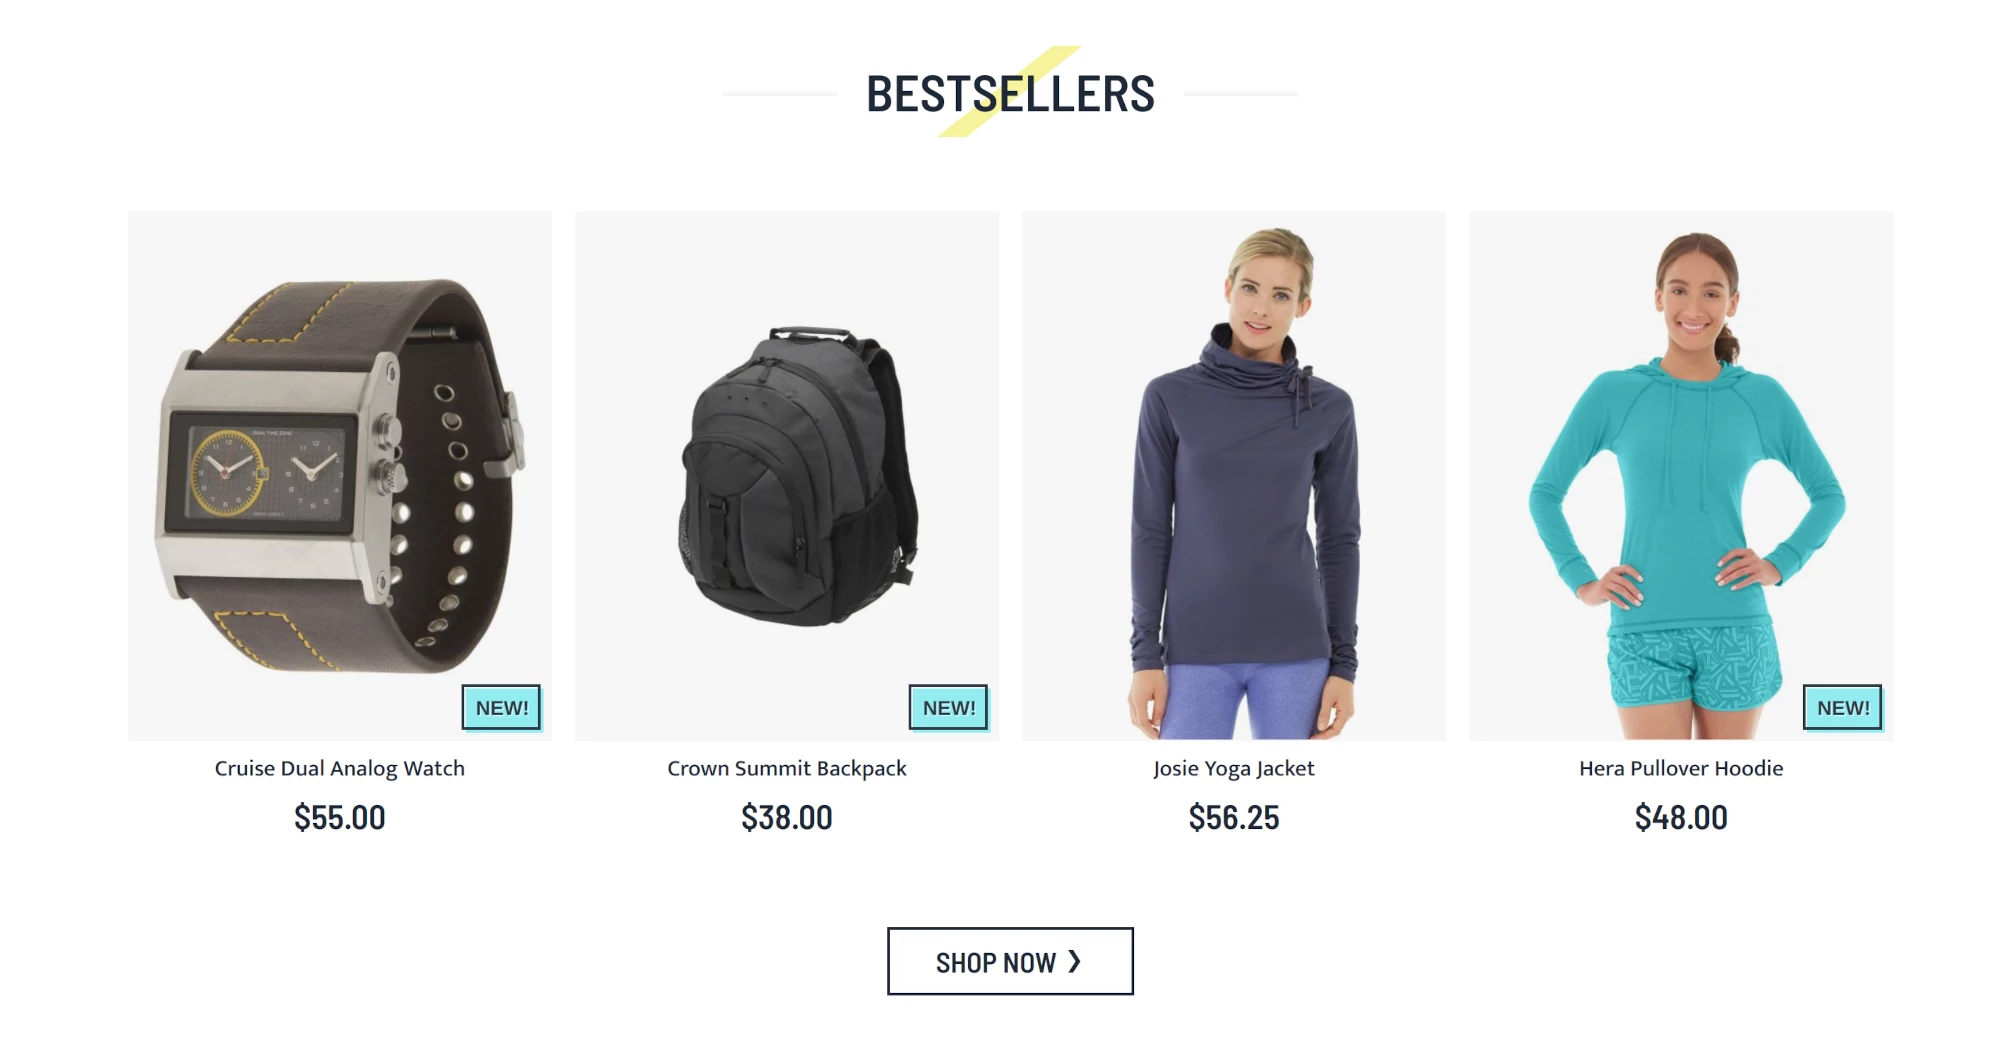 BESTSELLERS
NEW!
NEW!
NEW!
Cruise Dual Analog Watch
Crown Summit Backpack
Josie Yoga Jacket
Hera Pullover Hoodie
$55.00
$38.00
$56.25
$48.00
SHOP NOW ❯